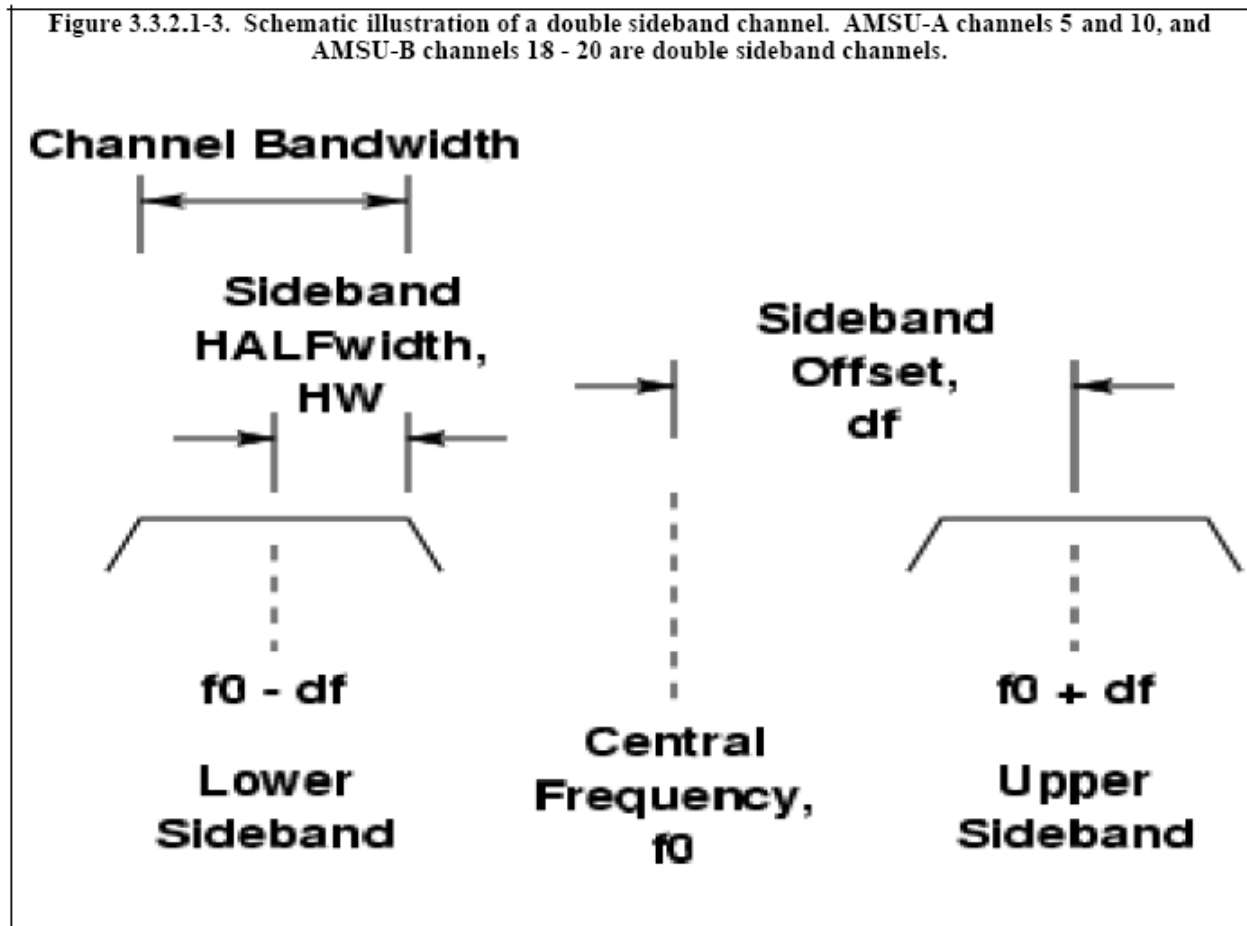 Figure 3.3.2.1-3. Schematic illustration of a double sideband channel. AMSU-A channels 5 and 10, and
AMSU-B channels 18 - 20 are double sideband channels.
Channel Bandwidth
Sideband
HALFwidth,
HW
Sideband
Offset,
df
f0 - df
Lower
Sideband
Central
Frequency,
f0
f0 + df
Upper
Sideband